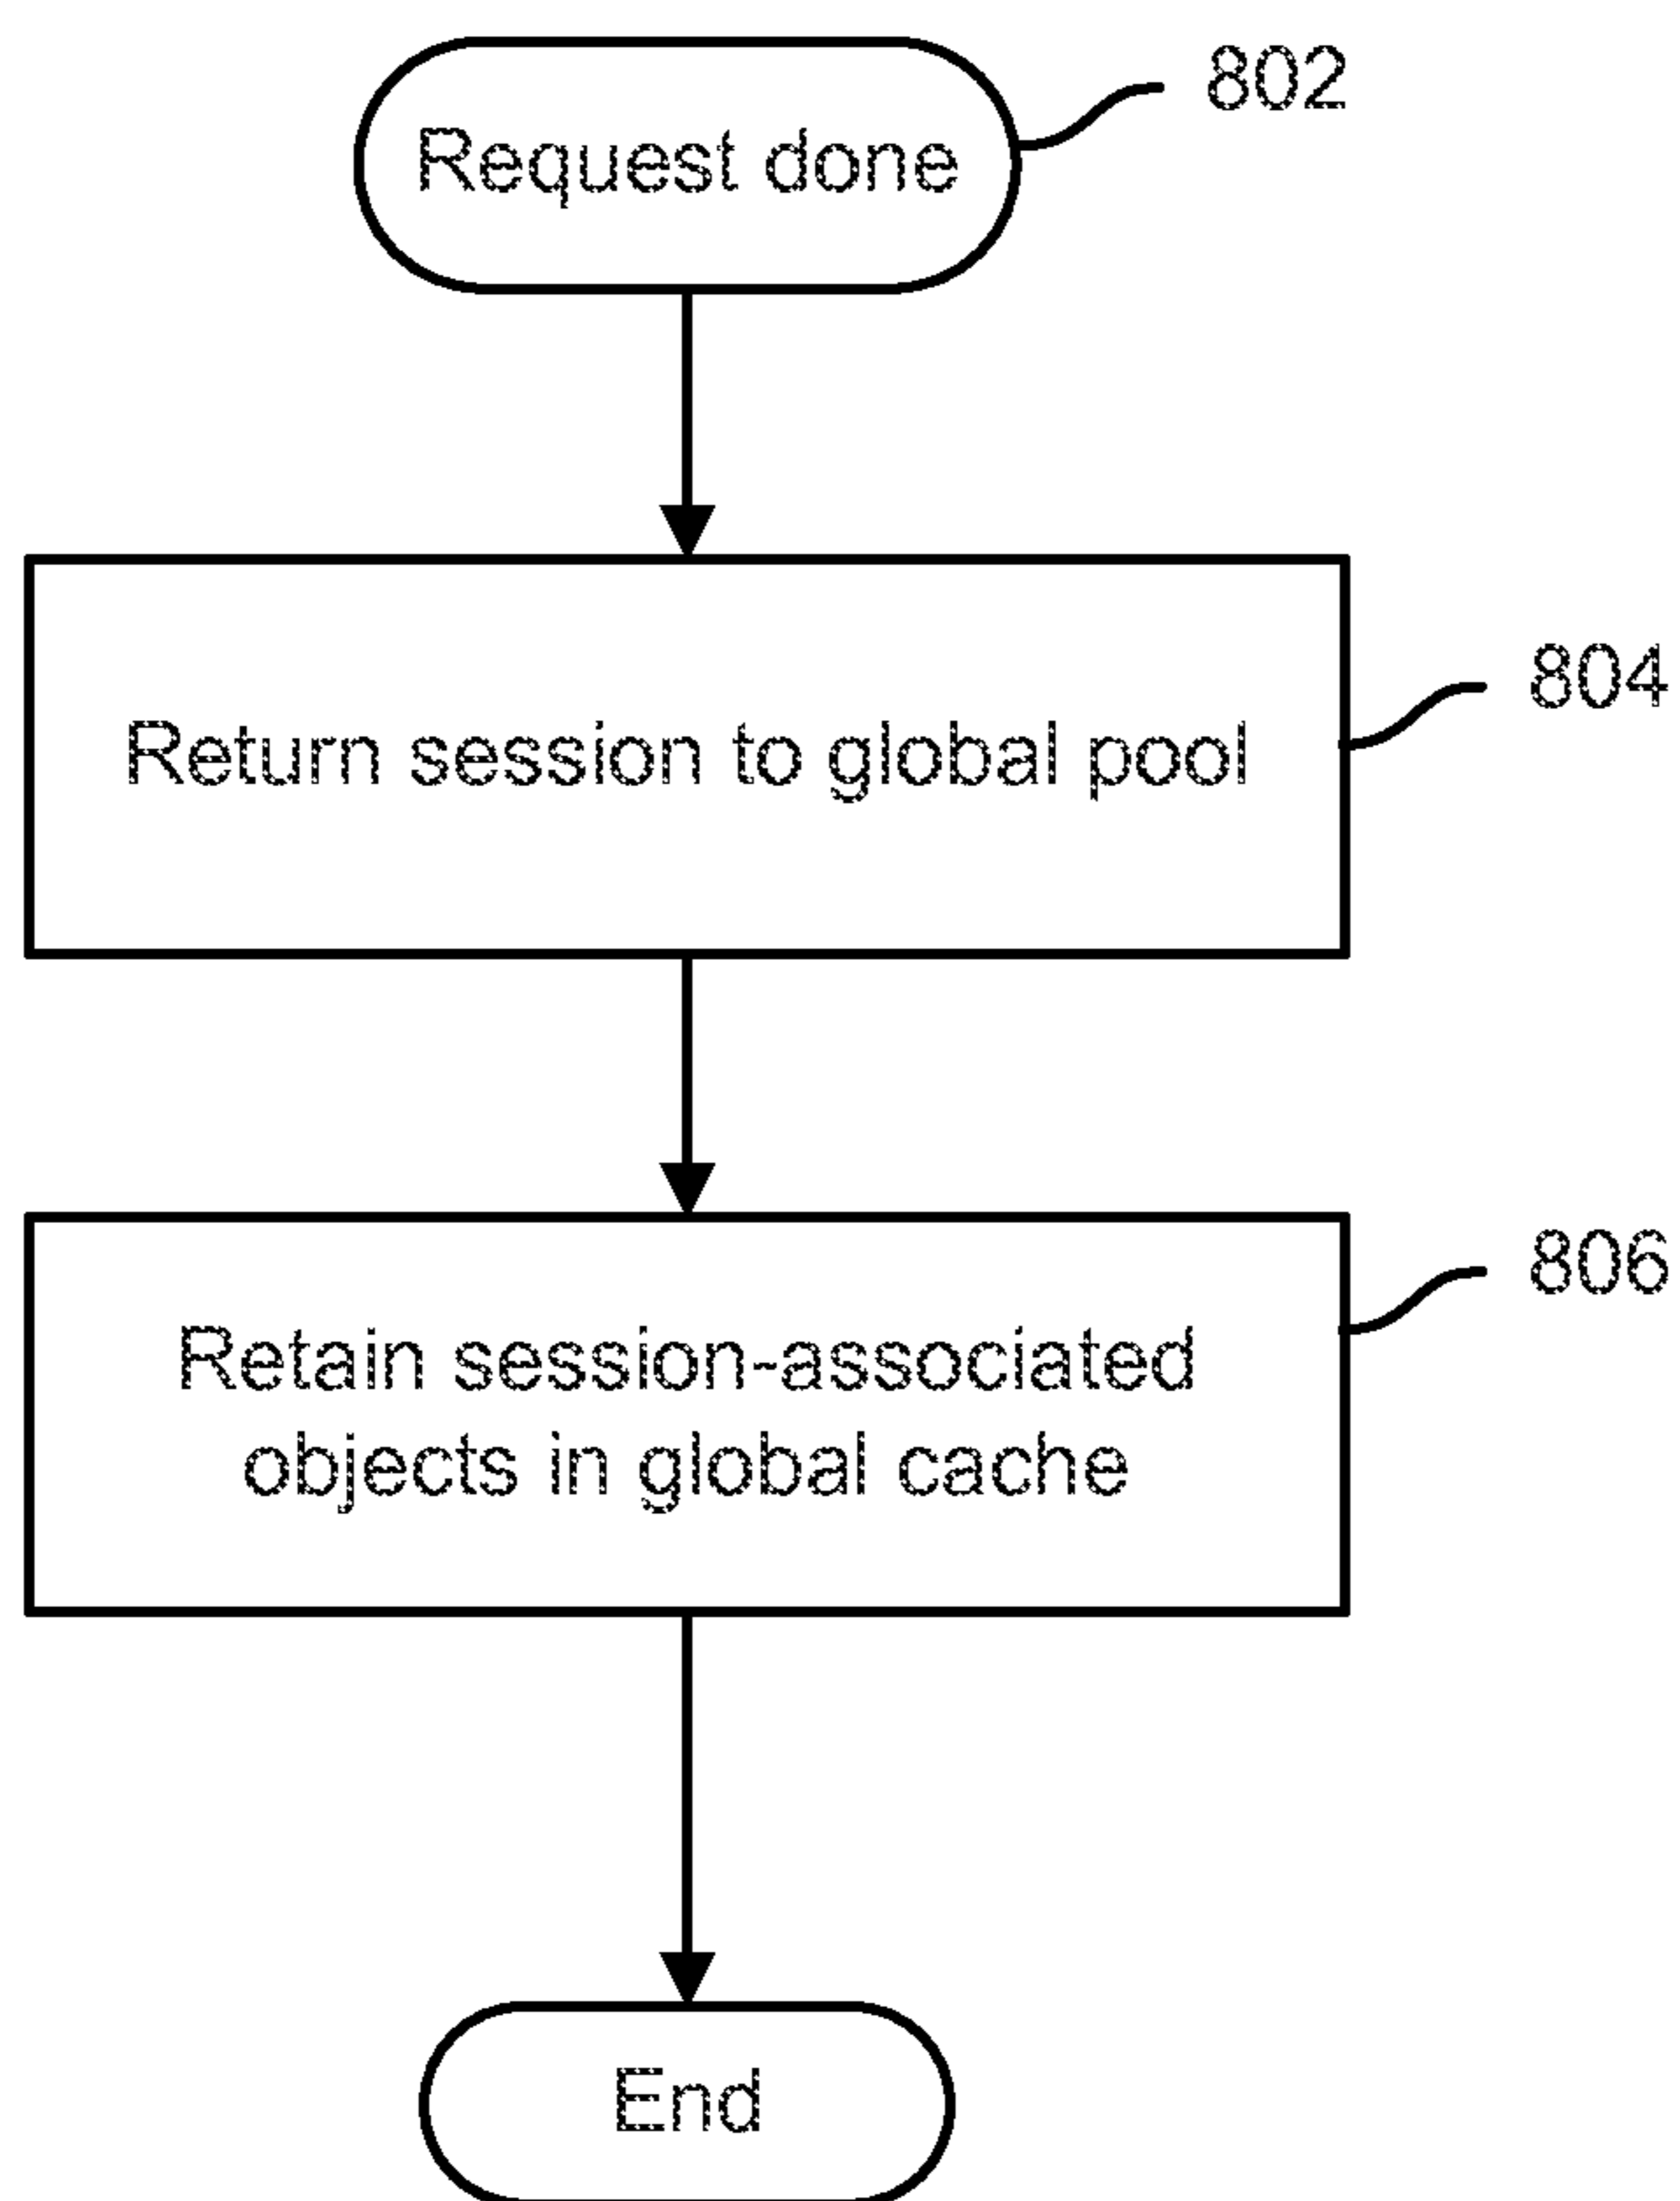 802
Request done
804
Return session to global pool
806
Retain session-associated
objects in global cache
End